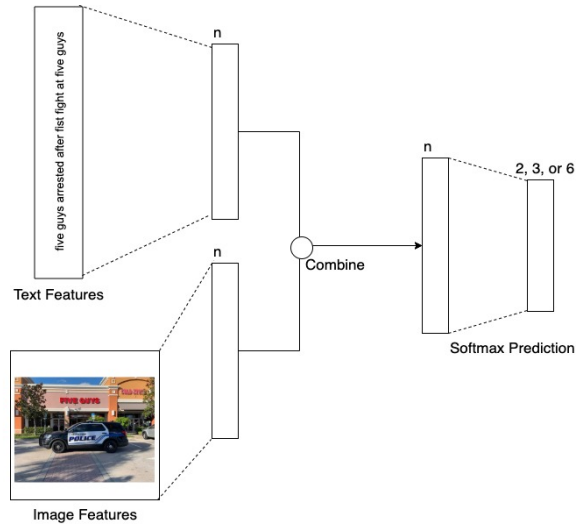 five guys arrested after fist fight at five guys
n
Text Features
n
Combine
n
2, 3, or 6
Softmax Prediction
FIVE GUYS
POLICE
Image Features